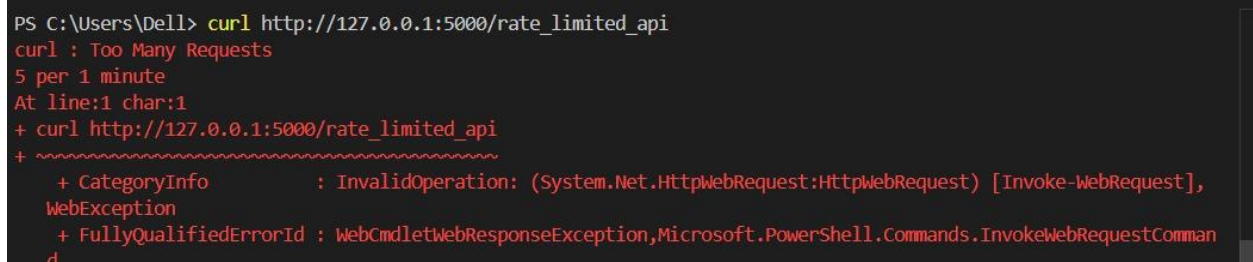 PS C:\Users\Dell> curl http://127.0.0.1:5000/rate_limited_api
curl : Too Many Requests
5 per 1 minute
At line:1 char:1
+ curl http://127.0.0.1:5000/rate_limited_api
+ ~~~~~~~~~~~~~~~~~~~~~~~~~~~~~~~~~~~~~~~~~~~
    + CategoryInfo          : InvalidOperation: (System.Net.HttpWebRequest:HttpWebRequest) [Invoke-WebRequest],
   WebException
    + FullyQualifiedErrorId : WebCmdletWebResponseException,Microsoft.PowerShell.Commands.InvokeWebRequestComman
   d